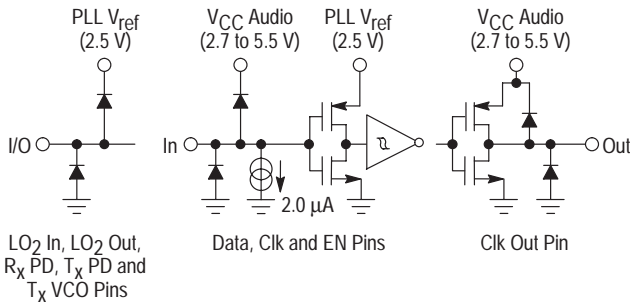 PLL Vref
(2.5 V)
VCC Audio
(2.7 to 5.5 V)
PLL Vref
(2.5 V)
VCC Audio
(2.7 to 5.5 V)
I/O
In
Out
2.0 µA
LO2 In, LO2 Out,
RX PD, TX PD and
TX VCO Pins
Data, Clk and EN Pins
Clk Out Pin